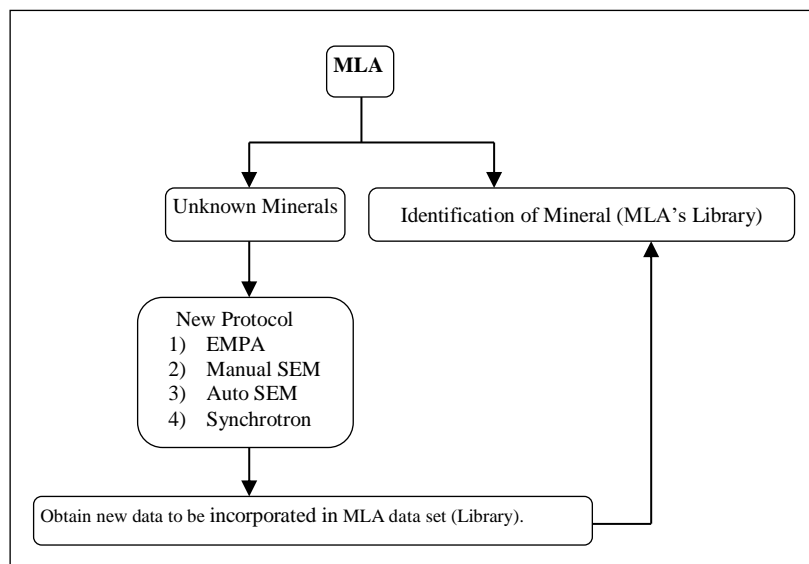 MLA
Unknown Minerals
Identification of Mineral (MLA's Library)
New Protocol
1) EMPA
2) Manual SEM
3) Auto SEM
4) Synchrotron
Obtain new data to be incorporated in MLA data set (Library).